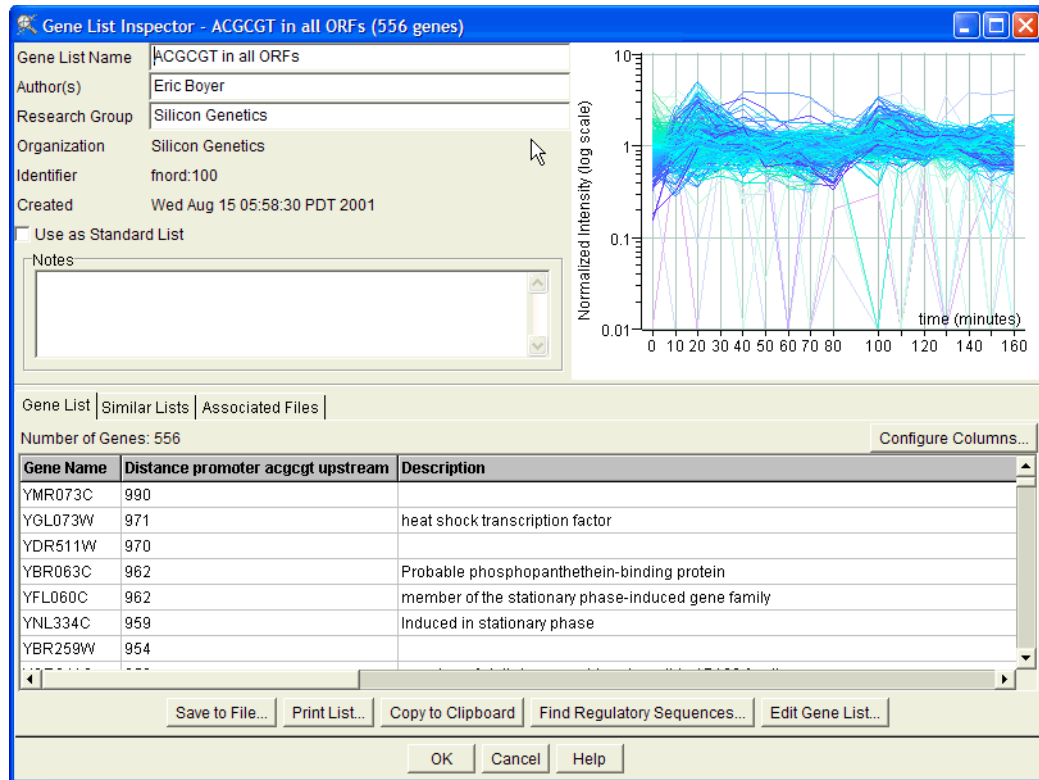 Gene List Inspector - ACGCGT in all ORFs (556 genes)
Gene List Name ACGCGT in all ORFs
Author(s) Eric Boyer
Research Group Silicon Genetics
Organization Silicon Genetics
Identifier fnord:100
Created Wed Aug 15 05:58:30 PDT 2001
Use as Standard List
Notes
Normalized Intensity (log scale)
10
1
0.1
0.01
time (minutes)
0 10 20 30 40 50 60 70 80 100 120 140 160
Gene List Similar Lists Associated Files
Number of Genes: 556 Configure Columns...
Gene Name Distance promoter acgcgt upstream Description
YMR073C 990
YGL073W 971 heat shock transcription factor
YDR511W 970
YBR063C 962 Probable phosphopanthethein-binding protein
YFL060C 962 member of the stationary phase-induced gene family
YNL334C 959 Induced in stationary phase
YBR259W 954
Save to File... Print List... Copy to Clipboard Find Regulatory Sequences... Edit Gene List...
OK Cancel Help